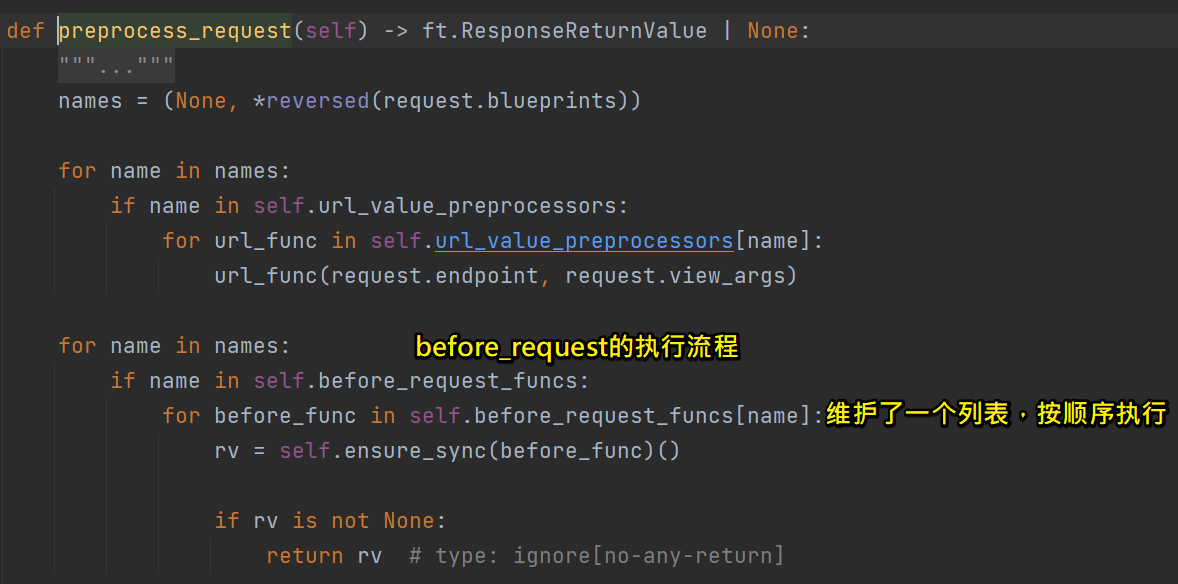 def preprocess_request(self) -> ft.ResponseReturnValue | None:
    """..."""
    names = (None, *reversed(request.blueprints))
    for name in names:
        if name in self.url_value_preprocessors:
            for url_func in self.url_value_preprocessors[name]:
                url_func(request.endpoint, request.view_args)
    for name in names:
before_request的执行流程
        if name in self.before_request_funcs:
            for before_func in self.before_request_funcs[name]:
维护了一个列表，按顺序执行
                rv = self.ensure_sync(before_func)()
                if rv is not None:
                    return rv  # type: ignore[no-any-return]